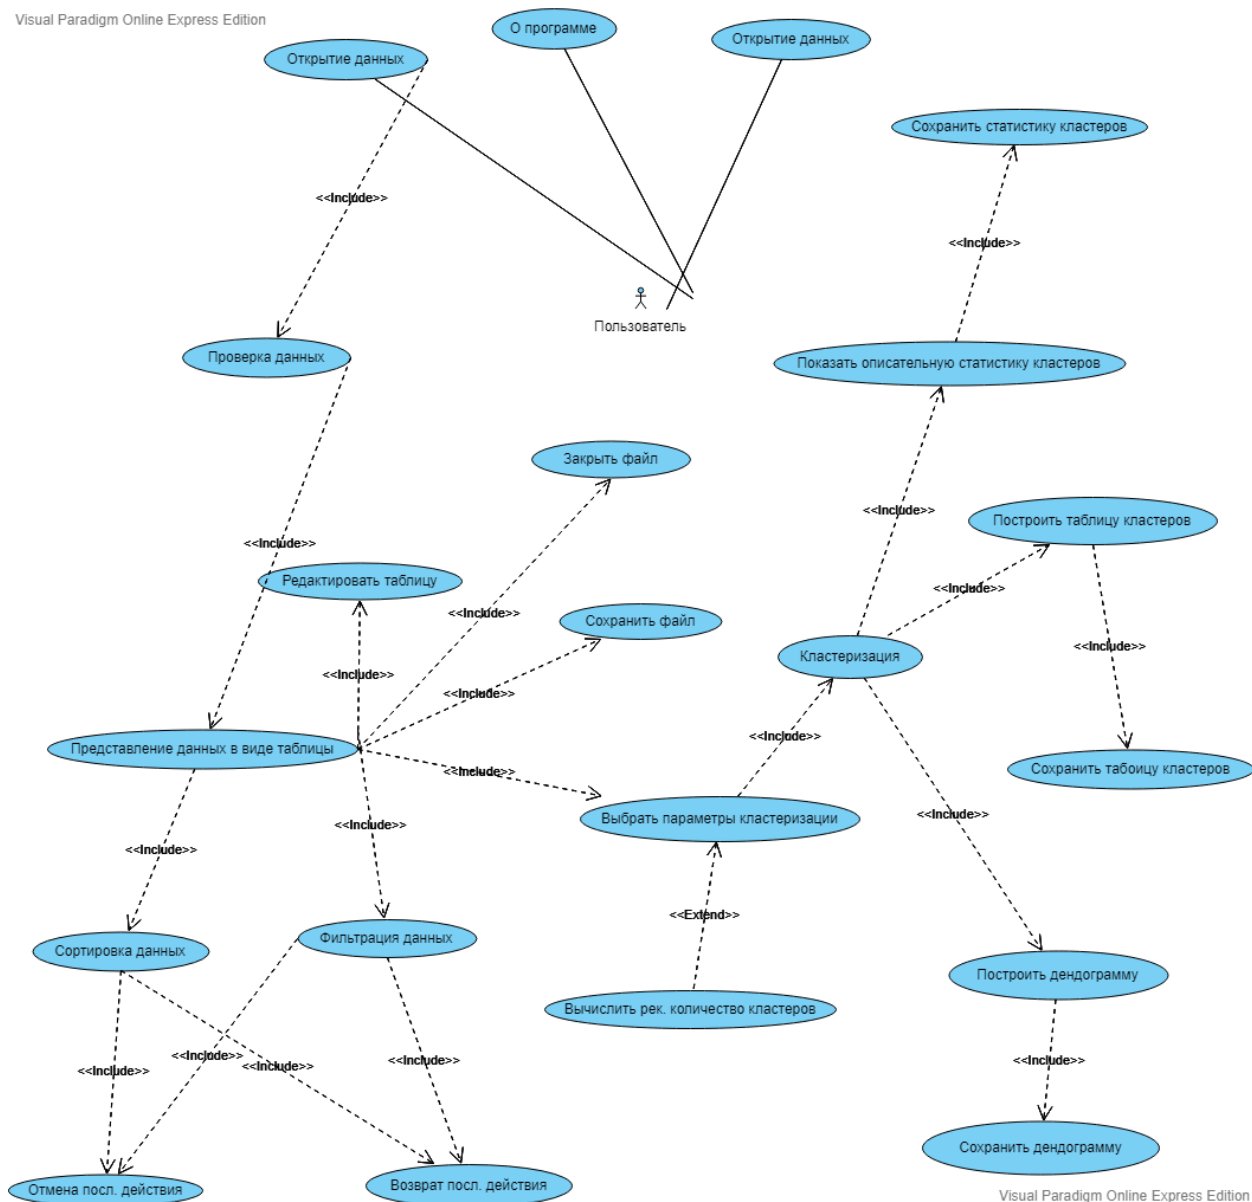 Visual Paradigm Online Express Edition
О программе
Открытие данных
Открытие данных
Сохранить статистику кластеров
<<Include>>
<<Include>>
Пользователь
Проверка данных
Показать описательную статистику кластеров
Закрыть файл
<<Include>>
Построить таблицу кластеров
<<Include>>
Редактировать таблицу
<<Include>>
<<Include>>
Сохранить файл
<<Include>>
Кластеризация
<<Include>>
<<Include>>
<<Include>>
Представление данных в виде таблицы
<<Include>>
Сохранить табоицу кластеров
<<Include>>
Выбрать параметры кластеризации
<<Include>>
<<Include>>
<<Include>>
<<Extend>>
Фильтрация данных
Сортировка данных
Построить дендограмму
Вычислить рек. количество кластеров
<<Include>>
<<Include>>
<<Include>>
<<Include>>
<<Include>>
Сохранить дендограмму
Отмена посл. действия
Возврат посл. действия
Visual Paradigm Online Express Edition